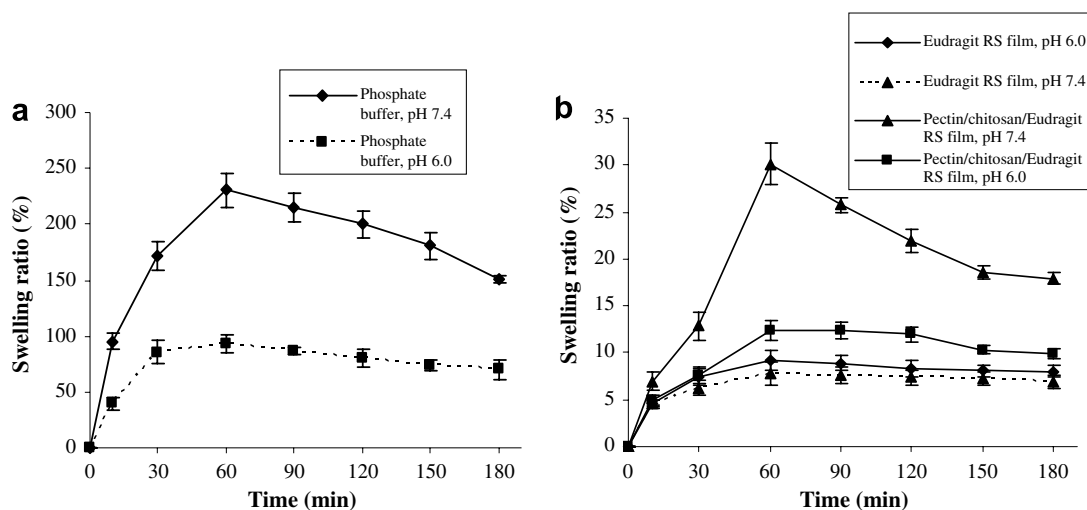 a
Phosphate
buffer, pH 7.4
Phosphate
buffer, pH 6.0
300
250
200
150
100
50
0
Swelling ratio (%)
0 30 60 90 120 150 180
Time (min)
b
Eudragit RS film, pH 6.0
Eudragit RS film, pH 7.4
Pectin/chitosan/Eudragit
RS film, pH 7.4
Pectin/chitosan/Eudragit
RS film, pH 6.0
35
30
25
20
15
10
5
0
Swelling ratio (%)
0 30 60 90 120 150 180
Time (min)